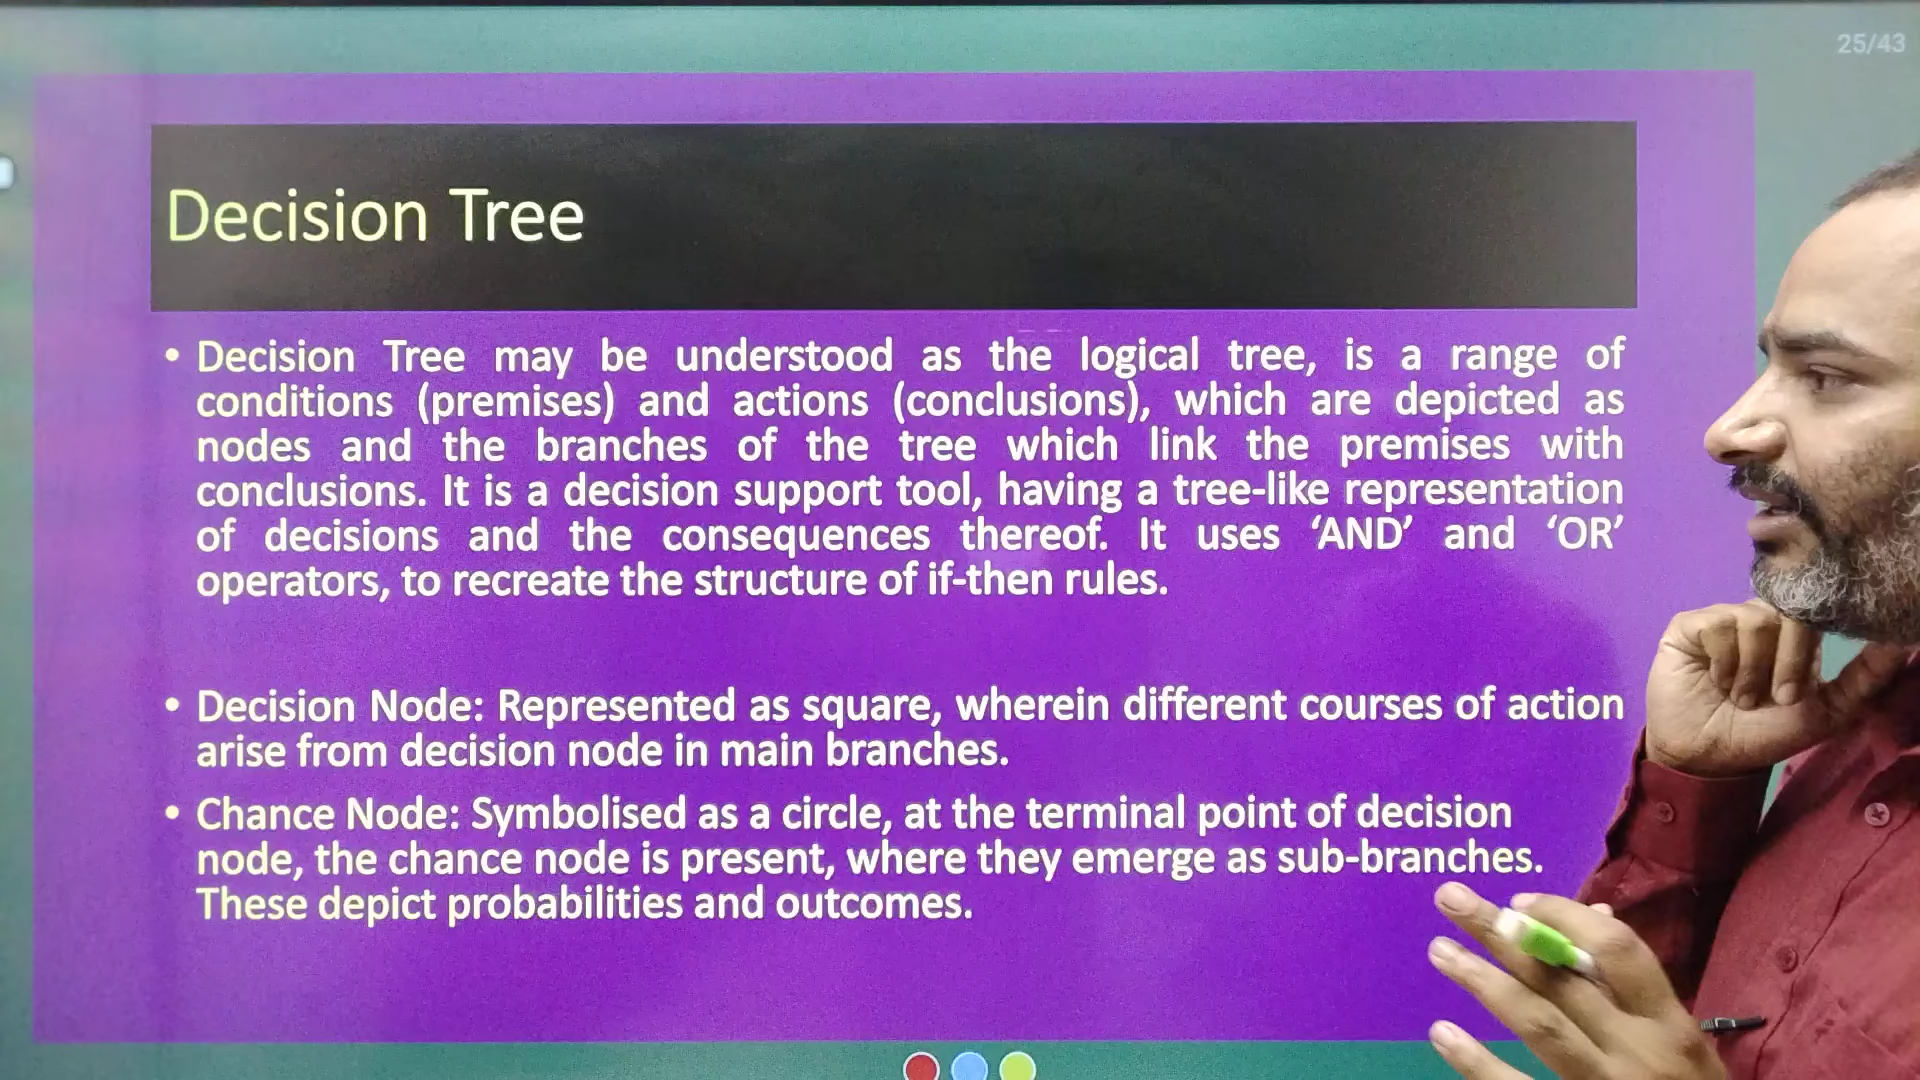 25/43
Decision Tree
• Decision Tree may be understood as the logical tree, is a range of
conditions (premises) and actions (conclusions), which are depicted as
nodes and the branches of the tree which link the premises with
conclusions. It is a decision support tool, having a tree-like representation
of decisions and the consequences thereof. It uses ‘AND’ and ‘OR’
operators, to recreate the structure of if-then rules.
• Decision Node: Represented as square, wherein different courses of action
arise from decision node in main branches.
• Chance Node: Symbolised as a circle, at the terminal point of decision
node, the chance node is present, where they emerge as sub-branches.
These depict probabilities and outcomes.